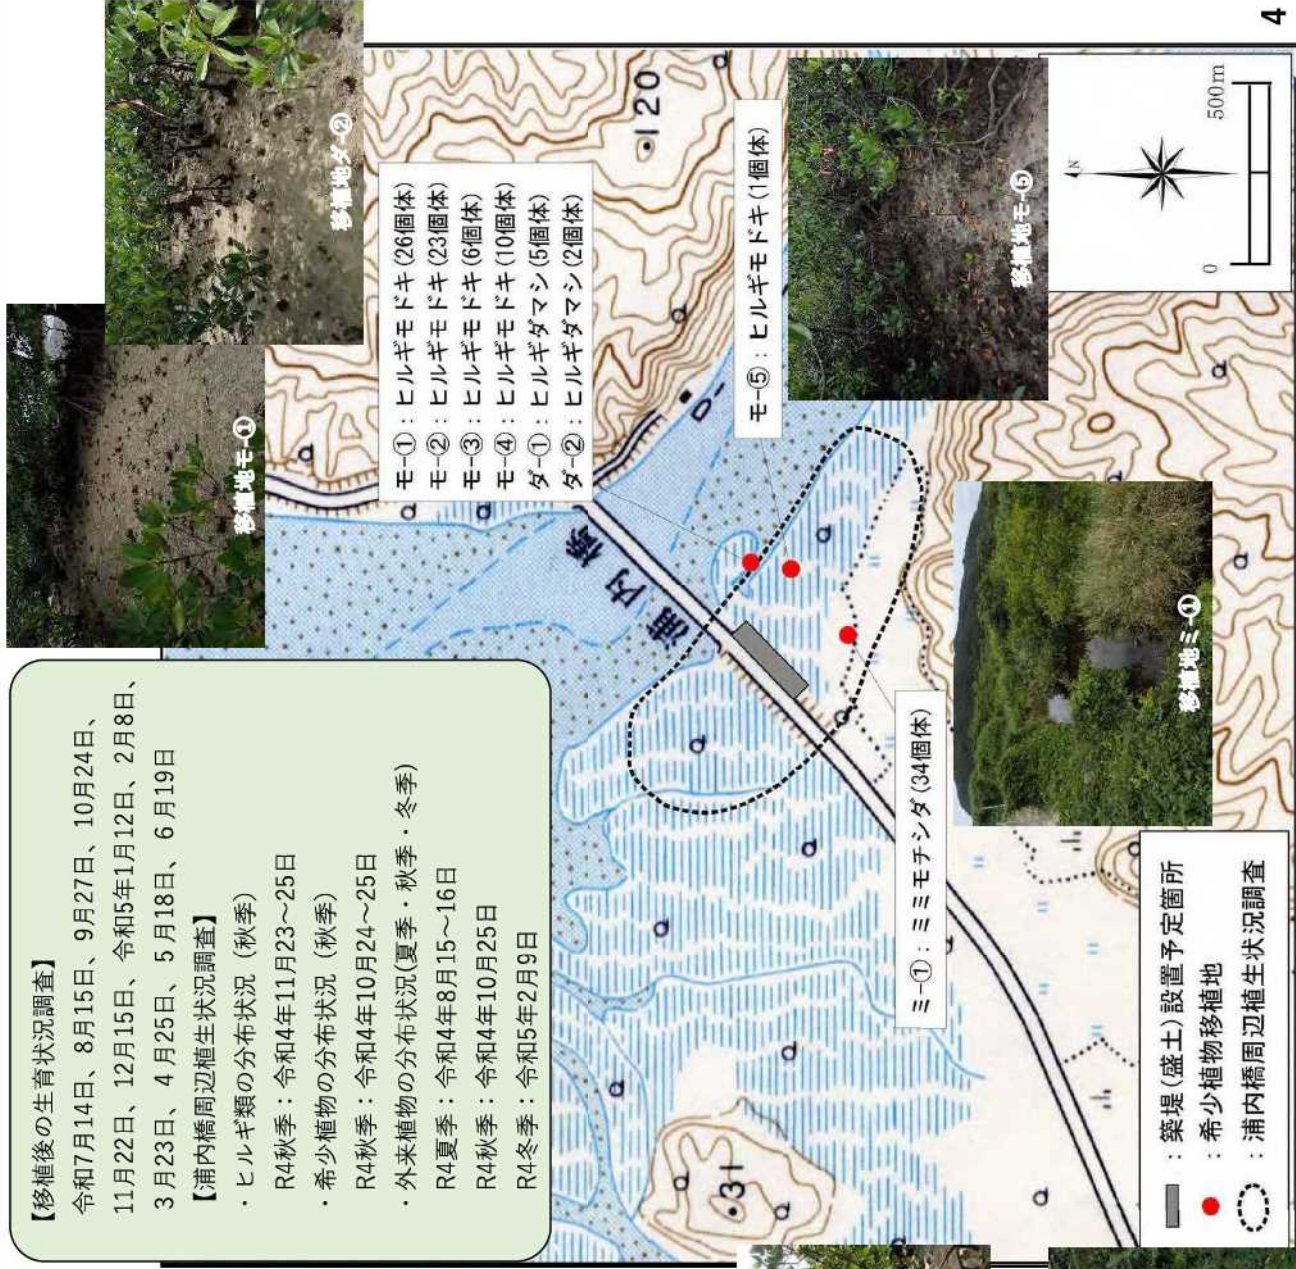 【移植後の生育状況調査】
令和7月14日、8月15日、9月27日、10月24日、
11月22日、12月15日、令和5年1月12日、2月8日、
3月23日、4月25日、5月18日、6月19日
【浦内橋周辺植生状況調査】
・ヒルギ類の分布状況（秋季）
R4秋季：令和4年11月23～25日
・希少植物の分布状況（秋季）
R4秋季：令和4年10月24～25日
・外来植物の分布状況(夏季・秋季・冬季)
R4夏季：令和4年8月15～16日
R4秋季：令和4年10月25日
R4冬季：令和5年2月9日
移植地モ-①
移植地ダ-②
モ-①：ヒルギモドキ(26個体)
モ-②：ヒルギモドキ(23個体)
モ-③：ヒルギモドキ(6個体)
モ-④：ヒルギモドキ(10個体)
ダ-①：ヒルギダマシ(5個体)
ダ-②：ヒルギダマシ(2個体)
120
浦内橋
モ-⑤：ヒルギモドキ(1個体)
移植地モ-⑤
ミ-①：ミミモチシダ(34個体)
移植地ミ-①
31
：築堤(盛土)設置予定箇所
：希少植物移植地
：浦内橋周辺植生状況調査
N
0
500m
4